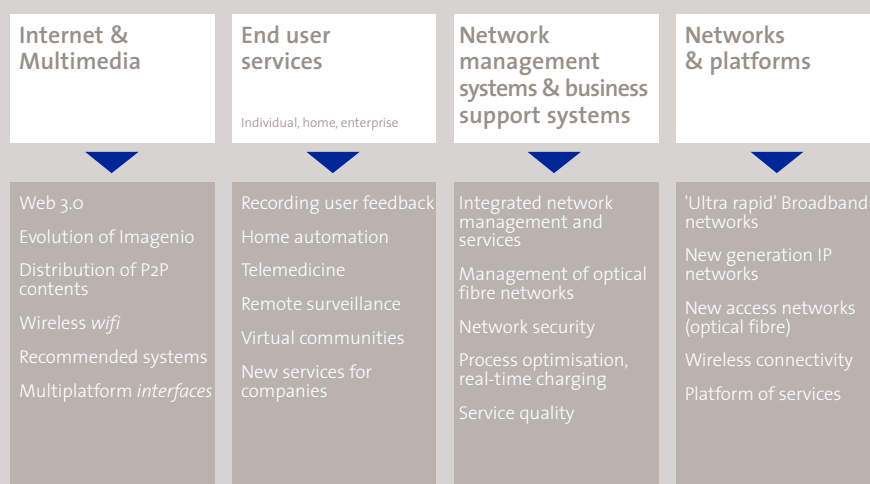 Internet &
Multimedia
End user
services
Individual, home, enterprise
Network
management
systems & business
support systems
Networks
& platforms
Web 3.0
Evolution of Imagenio
Distribution of P2P
contents
Wireless wifi
Recommended systems
Multiplatform interfaces
Recording user feedback
Home automation
Telemedicine
Remote surveillance
Virtual communities
New services for
companies
Integrated network
management and
services
Management of optical
fibre networks
Network security
Process optimisation,
real-time charging
Service quality
'Ultra rapid' Broadband
networks
New generation IP
networks
New access networks
(optical fibre)
Wireless connectivity
Platform of services